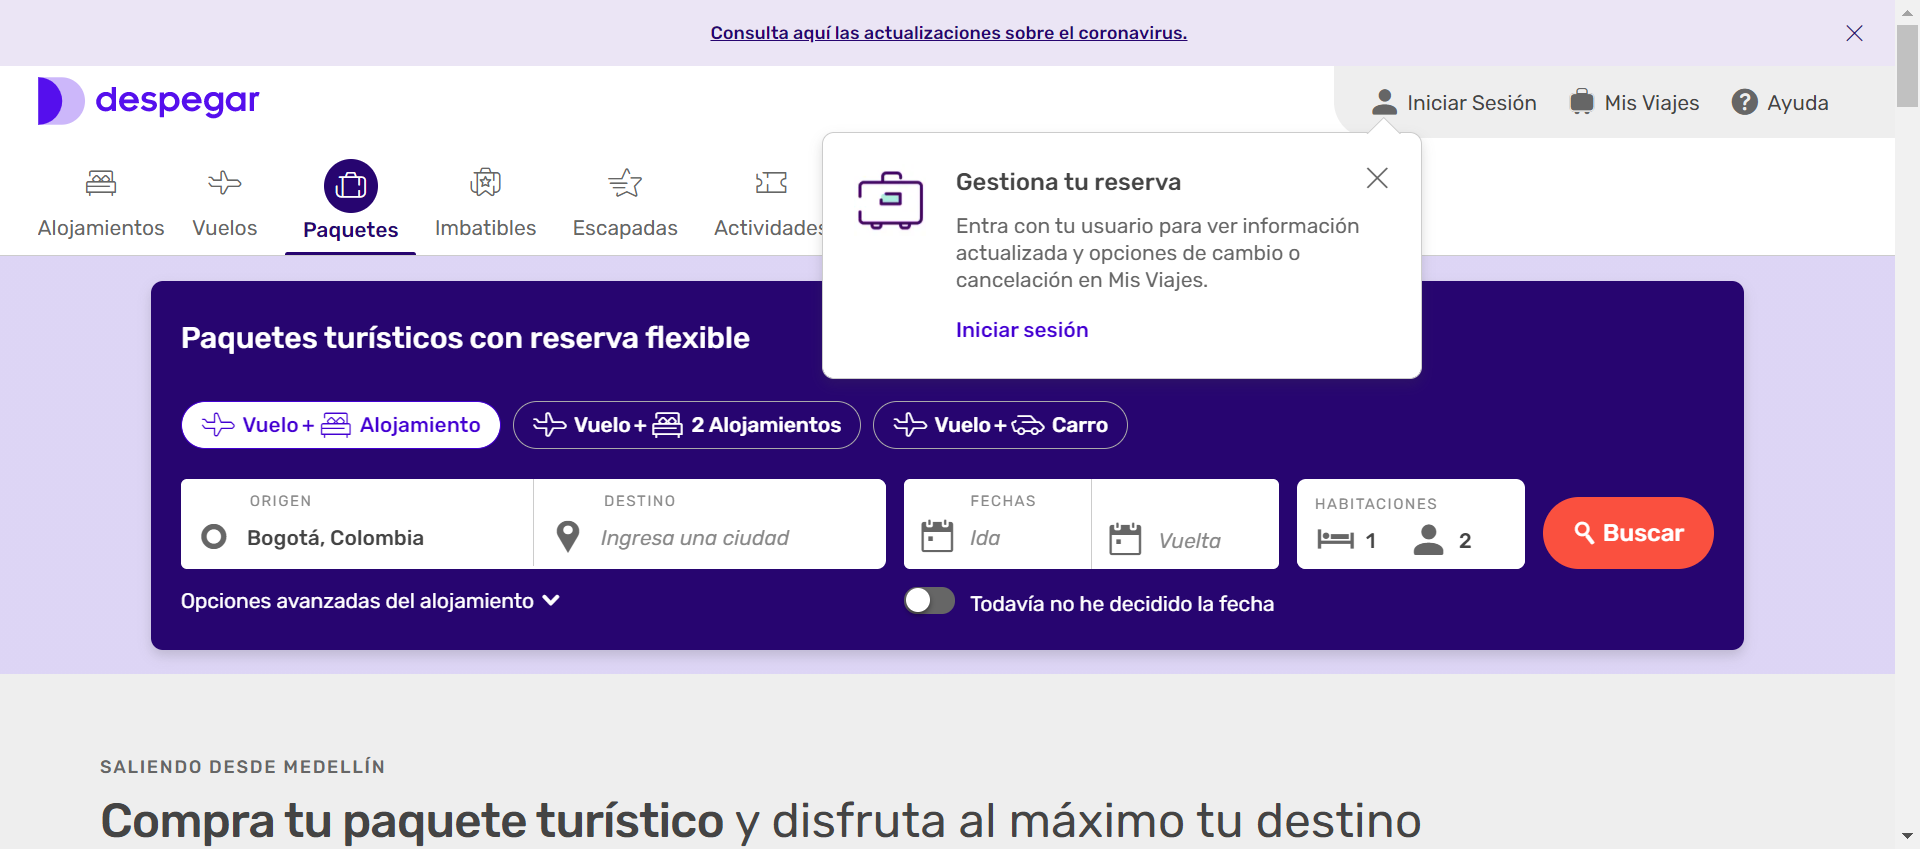 Consulta aquí las actualizaciones sobre el coronavirus.
despegar
Iniciar Sesión
Mis Viajes
? Ayuda
Alojamientos
Vuelos
Paquetes
Imbatibles
Escapadas
Actividades
Gestiona tu reserva
Entra con tu usuario para ver información
actualizada y opciones de cambio o
cancelación en Mis Viajes.
Iniciar sesión
Paquetes turísticos con reserva flexible
Vuelo + Alojamiento
Vuelo + 2 Alojamientos
Vuelo + Carro
ORIGEN
Bogotá, Colombia
DESTINO
Ingresa una ciudad
FECHAS
Ida
Vuelta
HABITACIONES
1
2
Buscar
Opciones avanzadas del alojamiento
Todavía no he decidido la fecha
SALIENDO DESDE MEDELLÍN
Compra tu paquete turístico y disfruta al máximo tu destino